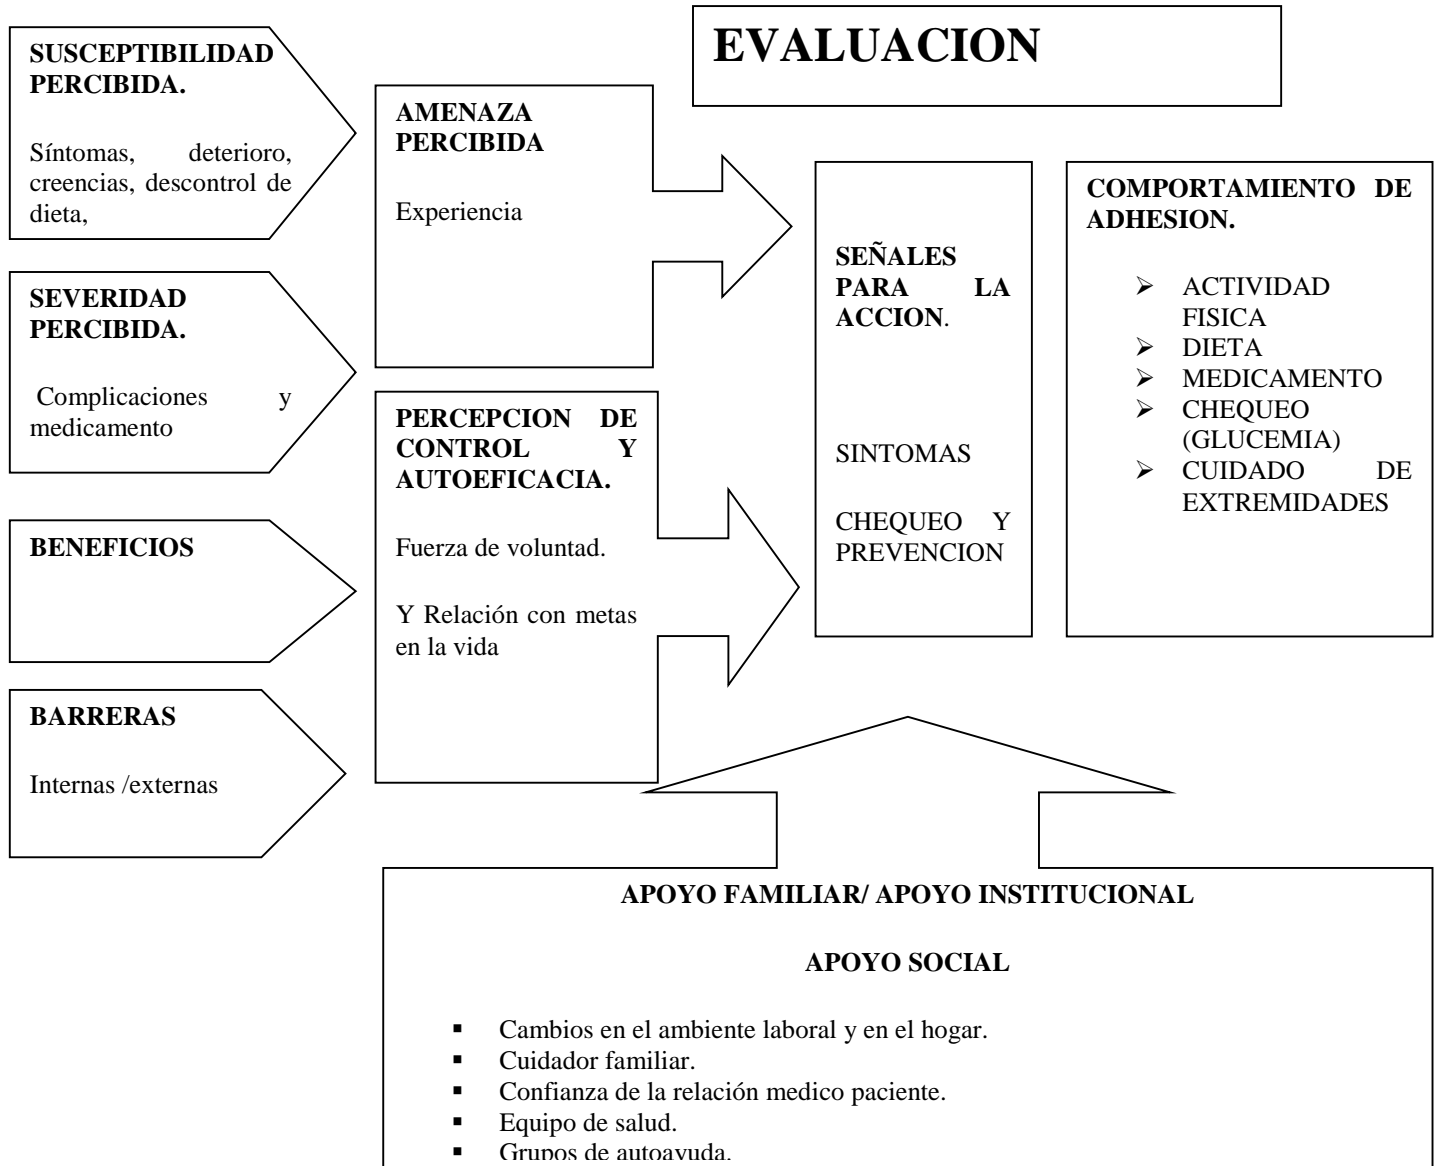 EVALUACION
SUSCEPTIBILIDAD
PERCIBIDA.
Síntomas, deterioro,
creencias, descontrol de
dieta,
SEVERIDAD
PERCIBIDA.
Complicaciones y
medicamento
BENEFICIOS
BARRERAS
Internas /externas
AMENAZA
PERCIBIDA
Experiencia
PERCEPCION DE
CONTROL Y
AUTOEFICACIA.
Fuerza de voluntad.
Y Relación con metas
en la vida
SEÑALES
PARA LA
ACCION.
SINTOMAS
CHEQUEO Y
PREVENCION
COMPORTAMIENTO DE
ADHESION.
➢ ACTIVIDAD
FISICA
➢ DIETA
➢ MEDICAMENTO
➢ CHEQUEO
(GLUCEMIA)
➢ CUIDADO DE
EXTREMIDADES
APOYO FAMILIAR/ APOYO INSTITUCIONAL
APOYO SOCIAL
▪ Cambios en el ambiente laboral y en el hogar.
▪ Cuidador familiar.
▪ Confianza de la relación medico paciente.
▪ Equipo de salud.
▪ Grupos de autoayuda.